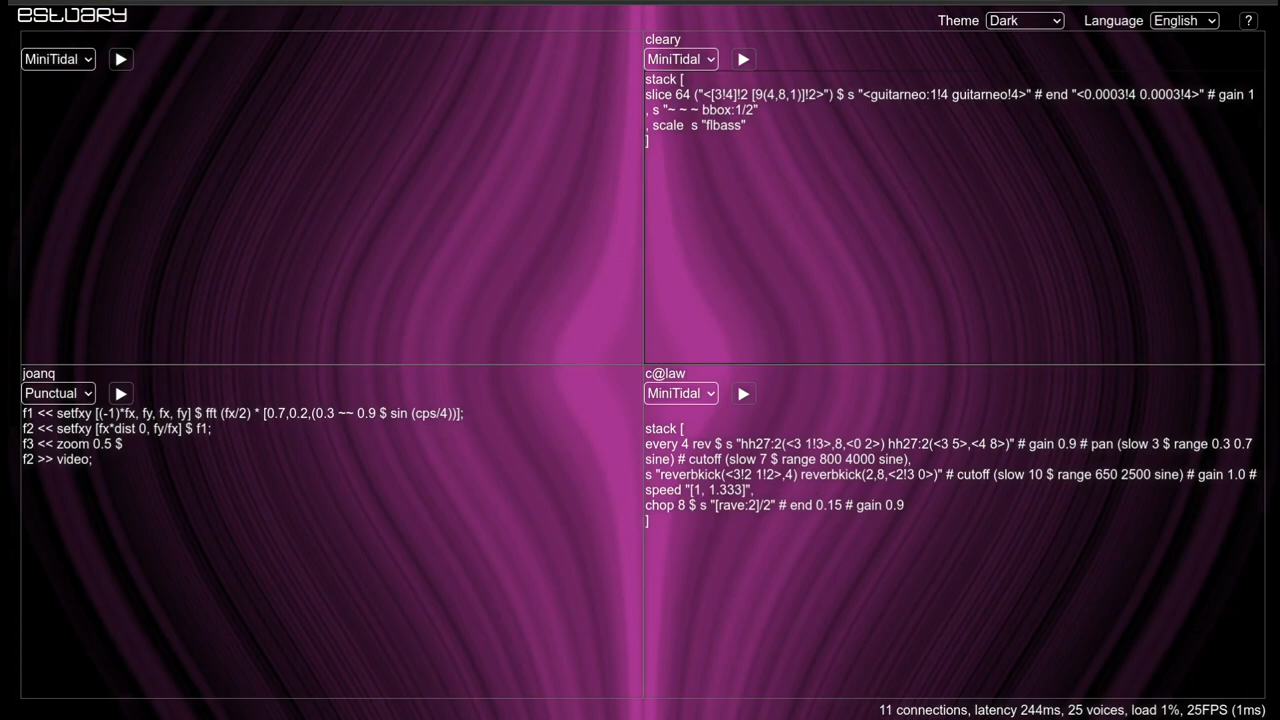 estuary
Theme Dark Language English ?
MiniTidal
cleary
MiniTidal
stack [
slice 64 ("<[3!4]!2 [9(4,8,1)]!2>") $ s "<guitarneo:1!4 guitarneo!4>" # end "<0.0003!4 0.0003!4>" # gain 1
, s "~ ~ ~ bbox:1/2"
, scale  s "flbass"
]
joanq
Punctual
f1 << setfxy [(-1)*fx, fy, fx, fy] $ fft (fx/2) * [0.7,0.2,(0.3 ~~ 0.9 $ sin (cps/4))];
f2 << setfxy [fx*dist 0, fy/fx] $ f1;
f3 << zoom 0.5 $
f2 >> video;
c@law
MiniTidal
stack [
every 4 rev $ s "hh27:2(<3 1!3>,8,<0 2>) hh27:2(<3 5>,<4 8>)" # gain 0.9 # pan (slow 3 $ range 0.3 0.7
sine) # cutoff (slow 7 $ range 800 4000 sine),
s "reverbkick(<3!2 1!2>,4) reverbkick(2,8,<2!3 0>)" # cutoff (slow 10 $ range 650 2500 sine) # gain 1.0 #
speed "[1, 1.333]",
chop 8 $ s "[rave:2]/2" # end 0.15 # gain 0.9
]
11 connections, latency 244ms, 25 voices, load 1%, 25FPS (1ms)